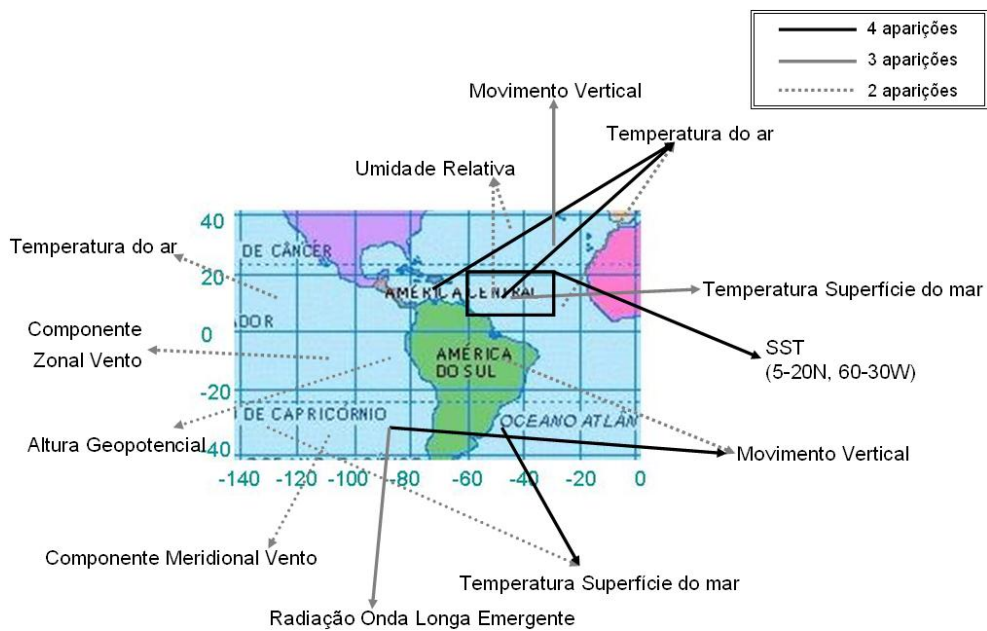 4 aparições
3 aparições
2 aparições
Movimento Vertical
Temperatura do ar
Umidade Relativa
40
DE CÂNCER
Temperatura do ar
20
AMÉRICA CENTRAL
Temperatura Superfície do mar
Componente
Zonal Vento
0
ADOR
AMÉRICA
DO SUL
SST
(5-20N, 60-30W)
-20
DE CAPRICÓRNIO
OCEANO ATLÂN
Altura Geopotencial
-40
Movimento Vertical
-140 -120 -100 -80 -60 -40 -20 0
Componente Meridional Vento
Temperatura Superfície do mar
Radiação Onda Longa Emergente